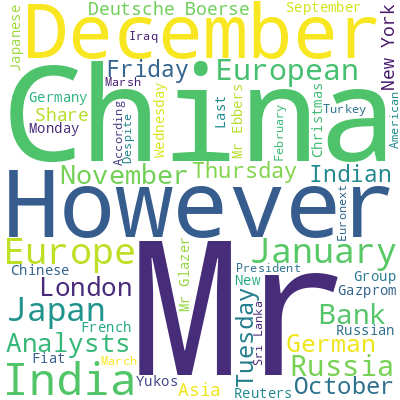 Deutsche Boerse
September
Japanese
December
Iraq
New York
Friday
European
Marsh
China
Germany
Share
Monday
According
Despite
Wednesday
Last
Mr Ebbers
February
Christmas
Turkey
American
November
Thursday
Indian
However
Euronext
Europe
Mr Glazer
January
Mr
Chinese
London
President
Group
New
Gazprom
Japan
Tuesday
Sri Lanka
Bank
French
Russian
Analysts
German
Fiat
March
Russia
India
Yukos
Asia
Reuters
October